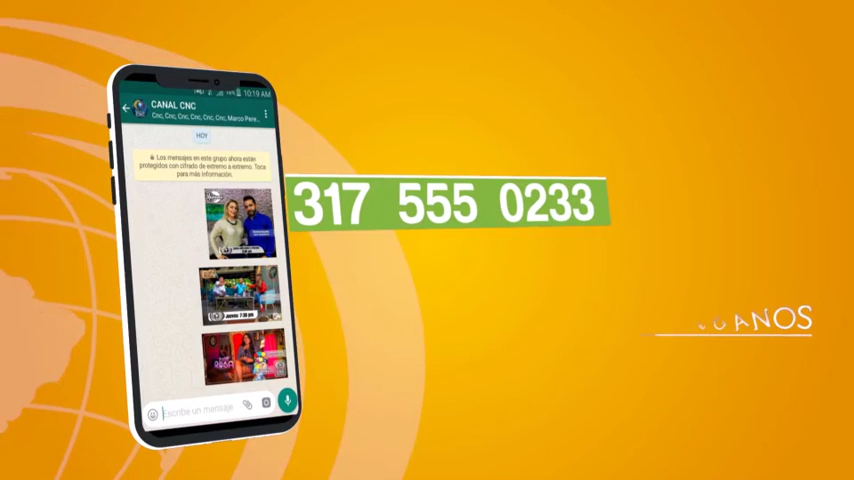 10:19 AM
CANAL CNC
Cnc, Cnc, Cnc, Cnc, Cnc, Cnc, Marco Pere...
HOY
Los mensajes en este grupo ahora están
protegidos con cifrado de extremo a extremo. Toca
para más información.
317 555 0233
Jueves 7:30 pm
ANOS
Escribe un mensaje